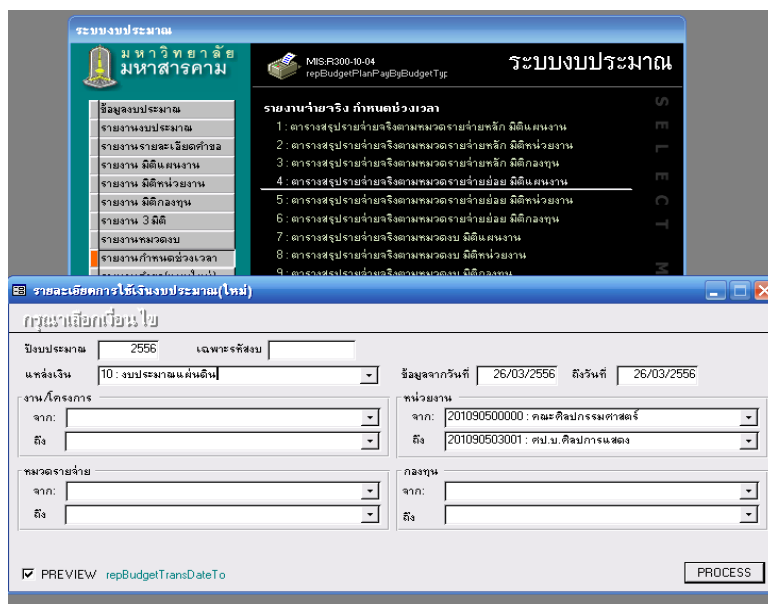 ระบบงบประมาณ
มหาวิทยาลัย
มหาสารคาม
MIS:R300-10-04
repBudgetPlanPayByBudgetTyp
ระบบงบประมาณ
ข้อมูลงบประมาณ
รายงานงบประมาณ
รายงานรายละเอียดคำขอ
รายงาน มิติแผนงาน
รายงาน มิติหน่วยงาน
รายงาน มิติกองทุน
รายงาน 3 มิติ
รายงานหมวดงบ
รายงานกำหนดช่วงเวลา
รายงานจ่ายจริง กำหนดช่วงเวลา
1 : ตารางสรุปรายจ่ายจริงตามหมวดรายจ่ายหลัก มิติแผนงาน
2 : ตารางสรุปรายจ่ายจริงตามหมวดรายจ่ายหลัก มิติหน่วยงาน
3 : ตารางสรุปรายจ่ายจริงตามหมวดรายจ่ายหลัก มิติกองทุน
4 : ตารางสรุปรายจ่ายจริงตามหมวดรายจ่ายย่อย มิติแผนงาน
5 : ตารางสรุปรายจ่ายจริงตามหมวดรายจ่ายย่อย มิติหน่วยงาน
6 : ตารางสรุปรายจ่ายจริงตามหมวดรายจ่ายย่อย มิติกองทุน
7 : ตารางสรุปรายจ่ายจริงตามหมวดงบ มิติแผนงาน
8 : ตารางสรุปรายจ่ายจริงตามหมวดงบ มิติหน่วยงาน
9 : ตารางสรุปรายจ่ายจริงตามหมวดงบ มิติกองทุน
SELECT M
รายละเอียดการใช้เงินงบประมาณ(ใหม่)
กรุณาเลือกเงื่อนไข
ปีงบประมาณ 2556 เฉพาะรหัสงบ
แหล่งเงิน 10 : งบประมาณแผ่นดิน ข้อมูลจากวันที่ 26/03/2556 ถึงวันที่ 26/03/2556
งาน/โครงการ
จาก:
ถึง
หน่วยงาน
จาก: 201090500000 : คณะศิลปกรรมศาสตร์
ถึง 201090503001 : ศป.บ.ศิลปการแสดง
หมวดรายจ่าย
จาก:
ถึง
กองทุน
จาก:
ถึง
PREVIEW repBudgetTransDateTo
PROCESS